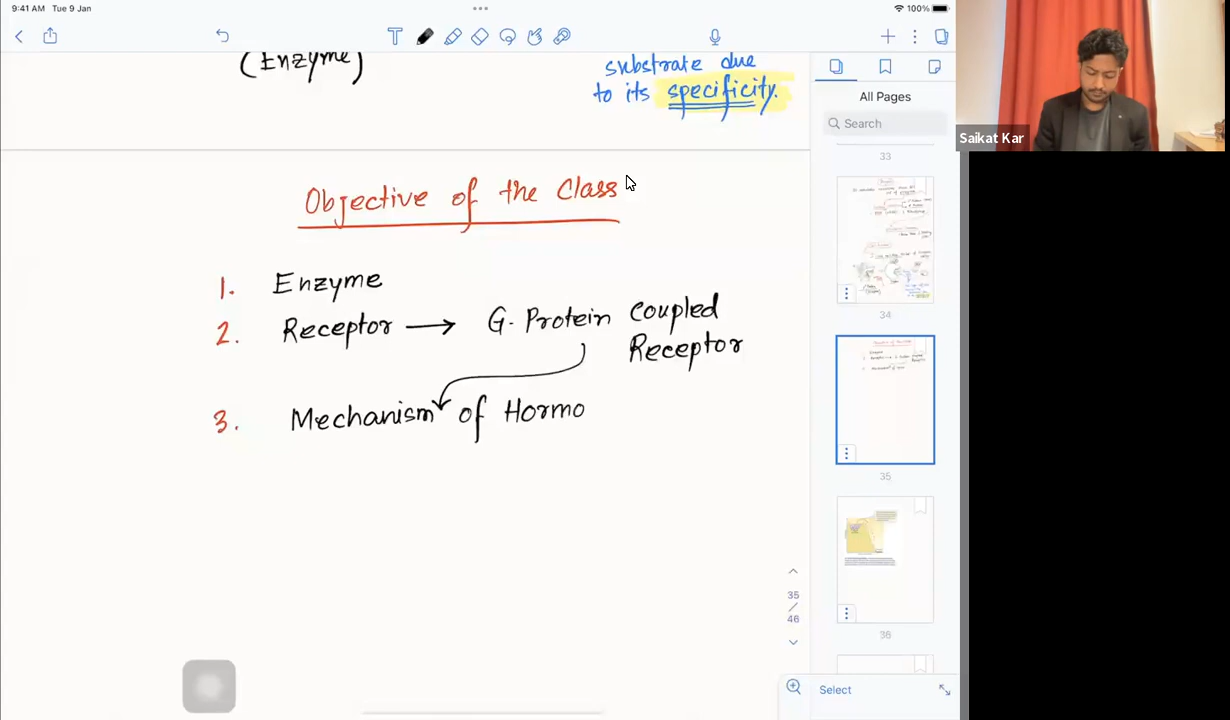 9:41 AM Tue 9 Jan
100%
(Enzyme)
substrate due
to its specificity.
All Pages
Search
Saikat Kar
33
Objective of the Class
1. Enzyme
2. Receptor → G. Protein Coupled
Receptor
3. Mechanism of Hormo
34
35
36
35
/
46
Select